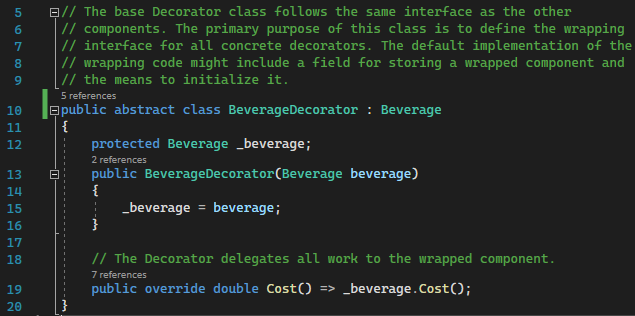 5 // The base Decorator class follows the same interface as the other
6 // components. The primary purpose of this class is to define the wrapping
7 // interface for all concrete decorators. The default implementation of the
8 // wrapping code might include a field for storing a wrapped component and
9 // the means to initialize it.
5 references
10 public abstract class BeverageDecorator : Beverage
11 {
12 protected Beverage _beverage;
2 references
13 public BeverageDecorator(Beverage beverage)
14 {
15 _beverage = beverage;
16 }
17
18 // The Decorator delegates all work to the wrapped component.
7 references
19 public override double Cost() => _beverage.Cost();
20 }